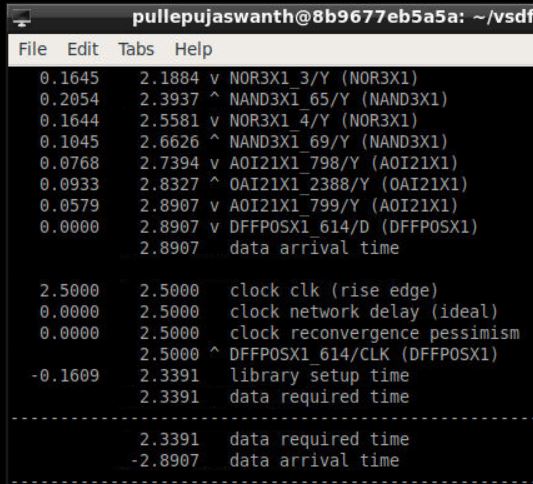 pullepujaswanth@8b9677eb5a5a: ~/vsdf
File Edit Tabs Help
0.1645 2.1884 v NOR3X1_3/Y (NOR3X1)
0.2054 2.3937 ^ NAND3X1_65/Y (NAND3X1)
0.1644 2.5581 v NOR3X1_4/Y (NOR3X1)
0.1045 2.6626 ^ NAND3X1_69/Y (NAND3X1)
0.0768 2.7394 v AOI21X1_798/Y (AOI21X1)
0.0933 2.8327 ^ OAI21X1_2388/Y (OAI21X1)
0.0579 2.8907 v AOI21X1_799/Y (AOI21X1)
0.0000 2.8907 v DFFPOSX1_614/D (DFFPOSX1)
2.8907 data arrival time
2.5000 2.5000 clock clk (rise edge)
0.0000 2.5000 clock network delay (ideal)
0.0000 2.5000 clock reconvergence pessimism
2.5000 ^ DFFPOSX1_614/CLK (DFFPOSX1)
-0.1609 2.3391 library setup time
2.3391 data required time
---------------------------------------------------------
2.3391 data required time
-2.8907 data arrival time
---------------------------------------------------------